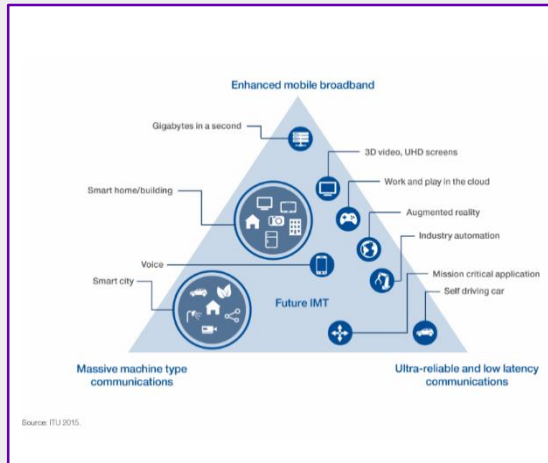 Enhanced mobile broadband
Gigabytes in a second
3D video, UHD screens
Smart home/building
Work and play in the cloud
Augmented reality
Industry automation
Voice
Mission critical application
Smart city
Self driving car
Future IMT
Massive machine type
communications
Ultra-reliable and low latency
communications
Source: ITU 2015.